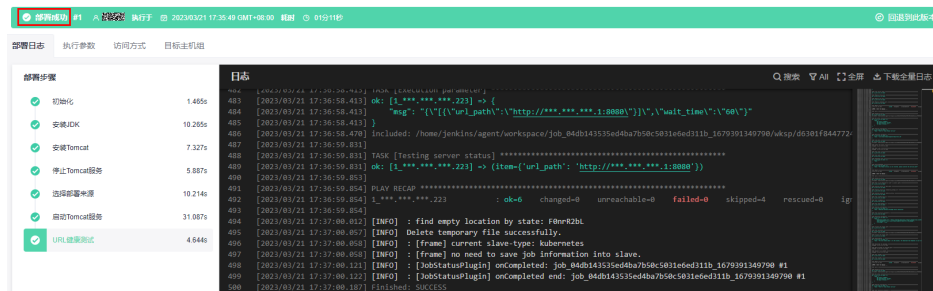 部署成功 #1 执行于 2023/03/21 17:35:49 GMT+08:00 耗时 01分11秒 回退到此版本
部署日志 执行参数 访问方式 目标主机组
部署步骤
初始化 1.465s
安装JDK 10.265s
安装Tomcat 7.327s
停止Tomcat服务 5.887s
选择部署来源 10.214s
启动Tomcat服务 31.087s
URL健康测试 4.644s
日志 搜索 All 全屏 下载全量日志
482 [2023/03/21 17:36:58.413] TASK [Execution parameter]
483 [2023/03/21 17:36:58.413] ok: [1_***.***.***.223] => {
484 [2023/03/21 17:36:58.413] "msg": "{\"[{\"url_path\":\"http://***.***.***.1:8080\"}]\",\"wait_time\":\"60\"}"
485 [2023/03/21 17:36:58.413] }
486 [2023/03/21 17:36:58.470] included: /home/jenkins/agent/workspace/job_04db143535ed4ba7b50c5031e6ed311b_1679391349790/wksp/d6301f8447724
487 [2023/03/21 17:36:59.831]
488 [2023/03/21 17:36:59.831] TASK [Testing server status] ****************************************************
489 [2023/03/21 17:36:59.831] ok: [1_***.***.***.223] => (item={'url_path': 'http://***.***.***.1:8080'})
490 [2023/03/21 17:36:59.853]
491 [2023/03/21 17:36:59.854] PLAY RECAP *********************************************************************
492 [2023/03/21 17:36:59.854] 1_***.***.***.223 : ok=6 changed=0 unreachable=0 failed=0 skipped=4 rescued=0 ign
493 [2023/03/21 17:36:59.854]
494 [2023/03/21 17:37:00.012] [INFO] : find empty location by state: F0nrR2bL
495 [2023/03/21 17:37:00.057] [INFO] Delete temporary file successfully.
496 [2023/03/21 17:37:00.058] [INFO] : [frame] current slave-type: kubernetes
497 [2023/03/21 17:37:00.058] [INFO] : [frame] no need to save job information into slave.
498 [2023/03/21 17:37:00.121] [INFO] : [JobStatusPlugin] onCompleted: job_04db143535ed4ba7b50c5031e6ed311b_1679391349790 #1
499 [2023/03/21 17:37:00.122] [INFO] : [JobStatusPlugin] onCompleted end: job_04db143535ed4ba7b50c5031e6ed311b_1679391349790 #1
500 [2023/03/21 17:37:00.187] Finished: SUCCESS